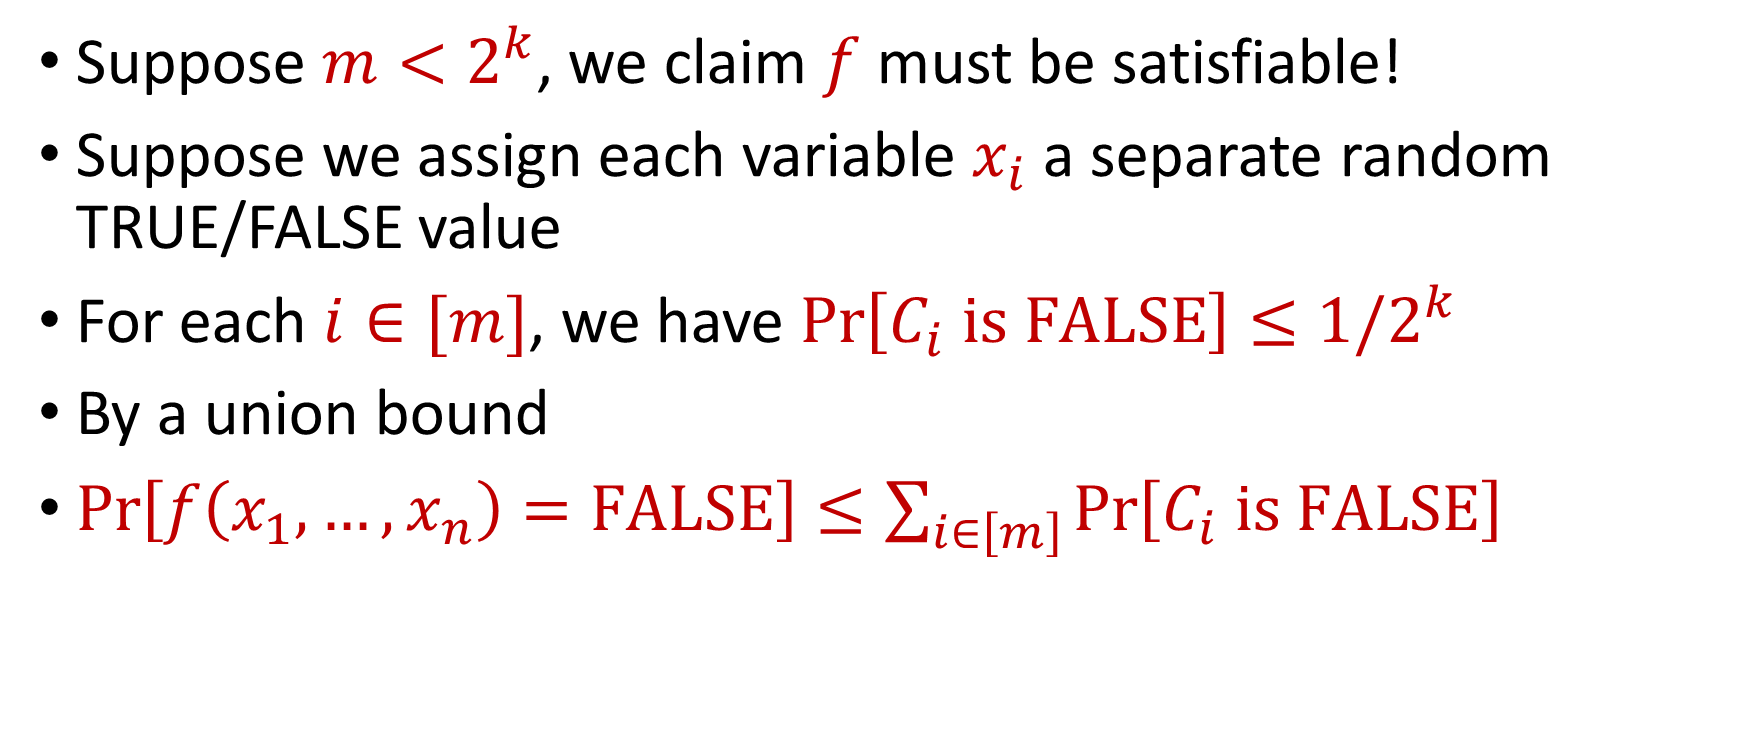 • Suppose m < 2^k, we claim f must be satisfiable!
• Suppose we assign each variable x_i a separate random
TRUE/FALSE value
• For each i ∈ [m], we have Pr[C_i is FALSE] ≤ 1/2^k
• By a union bound
• Pr[f(x_1, … , x_n) = FALSE] ≤ ∑_{i∈[m]} Pr[C_i is FALSE]